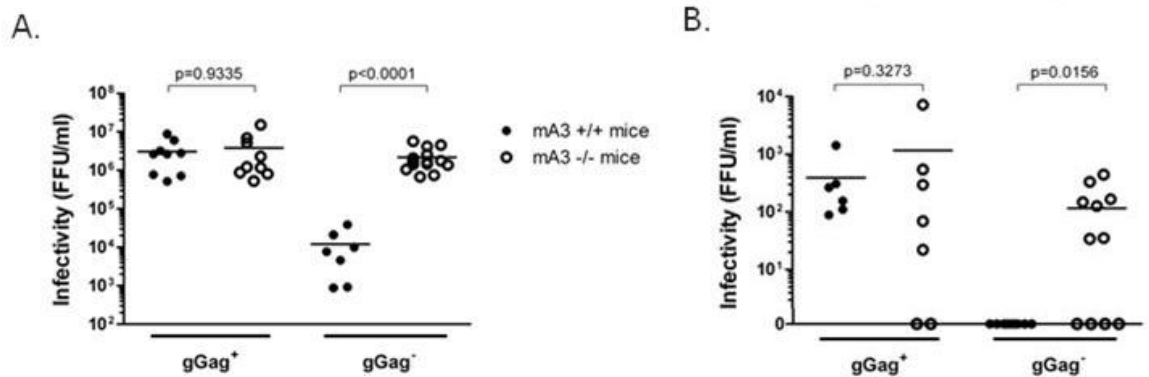 A.
p=0.9335 p<0.0001
Infectivity (FFU/ml)
10⁸
10⁷
10⁶
10⁵
10⁴
10³
10²
gGag⁺ gGag⁻
mA3 +/+ mice
mA3 -/- mice
B.
p=0.3273 p=0.0156
Infectivity (FFU/ml)
10⁴
10³
10²
10¹
0
gGag⁺ gGag⁻